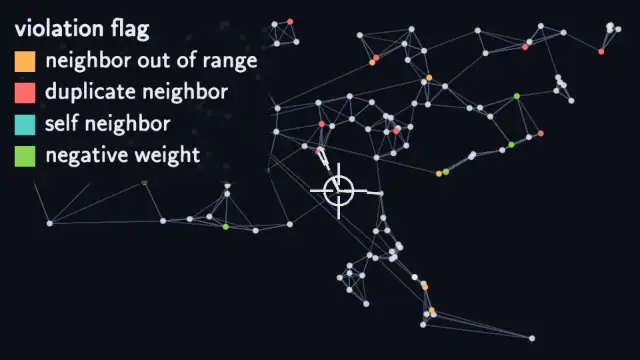 violation flag
neighbor out of range
duplicate neighbor
self neighbor
negative weight